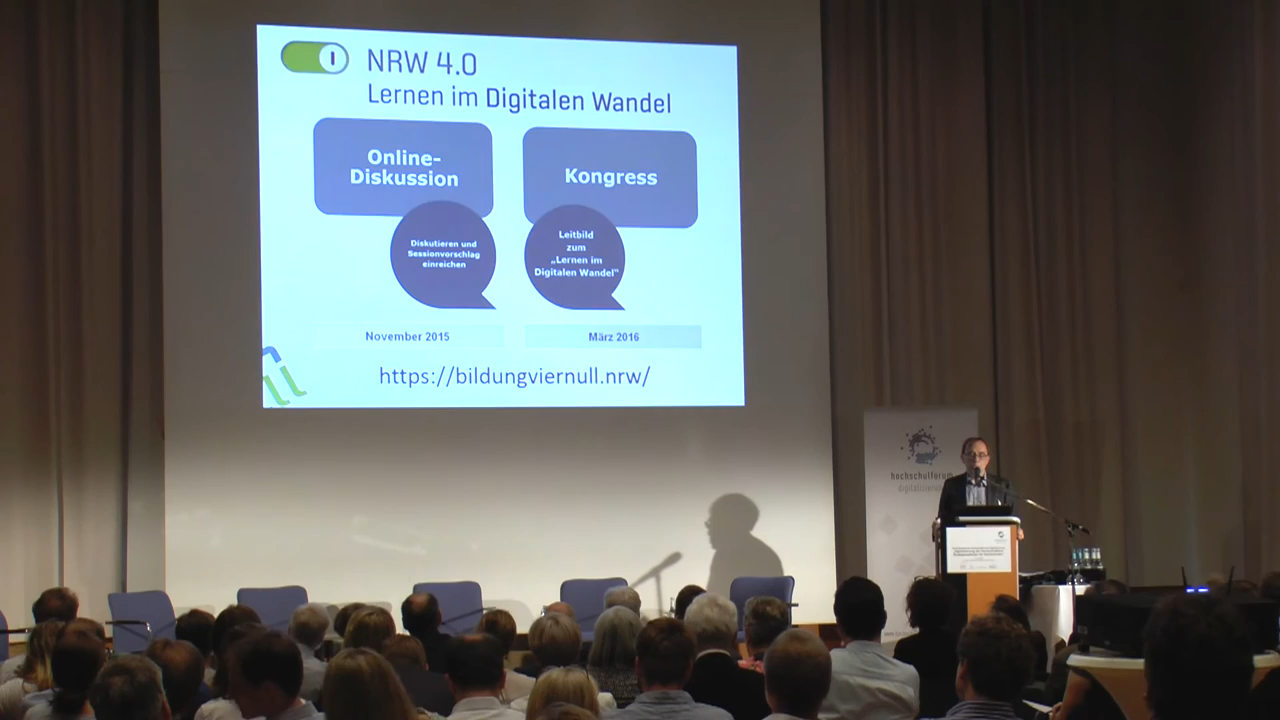 NRW 4.0
Lernen im Digitalen Wandel
Online-
Diskussion
Kongress
Diskutieren und
Sessionvorschlag
einreichen
Leitbild
zum
„Lernen im
Digitalen Wandel“
November 2015
März 2016
https://bildungviernull.nrw/
hochschulforum